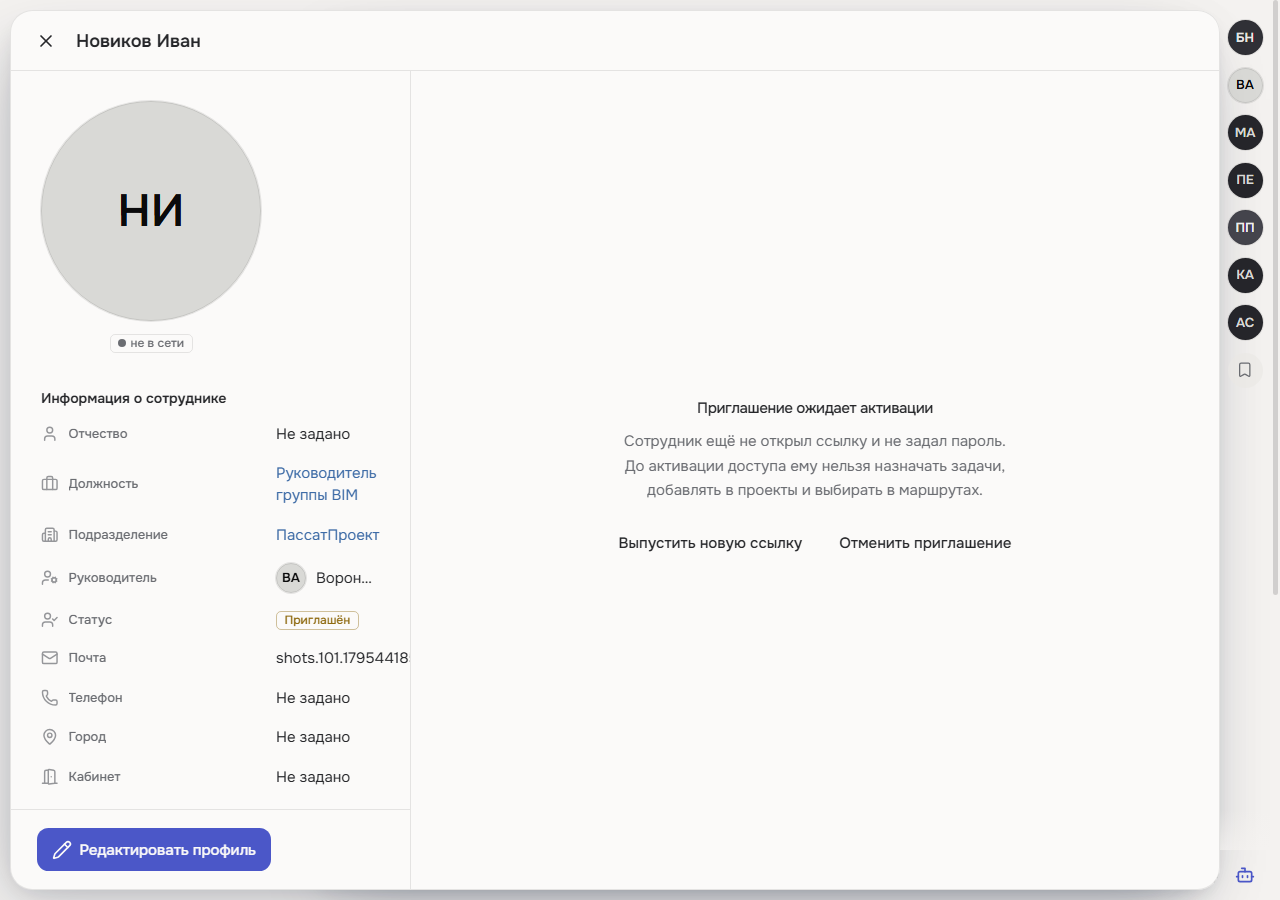 Новиков Иван
НИ
не в сети
Информация о сотруднике
Отчество
Не задано
Должность
Руководитель
группы BIM
Подразделение
ПассатПроект
Руководитель
ВА Ворон...
Статус
Приглашён
Почта
shots.101.17954418
Телефон
Не задано
Город
Не задано
Кабинет
Не задано
Редактировать профиль
Приглашение ожидает активации
Сотрудник ещё не открыл ссылку и не задал пароль.
До активации доступа ему нельзя назначать задачи,
добавлять в проекты и выбирать в маршрутах.
Выпустить новую ссылку
Отменить приглашение
БН
ВА
МА
ПЕ
ПП
КА
АС